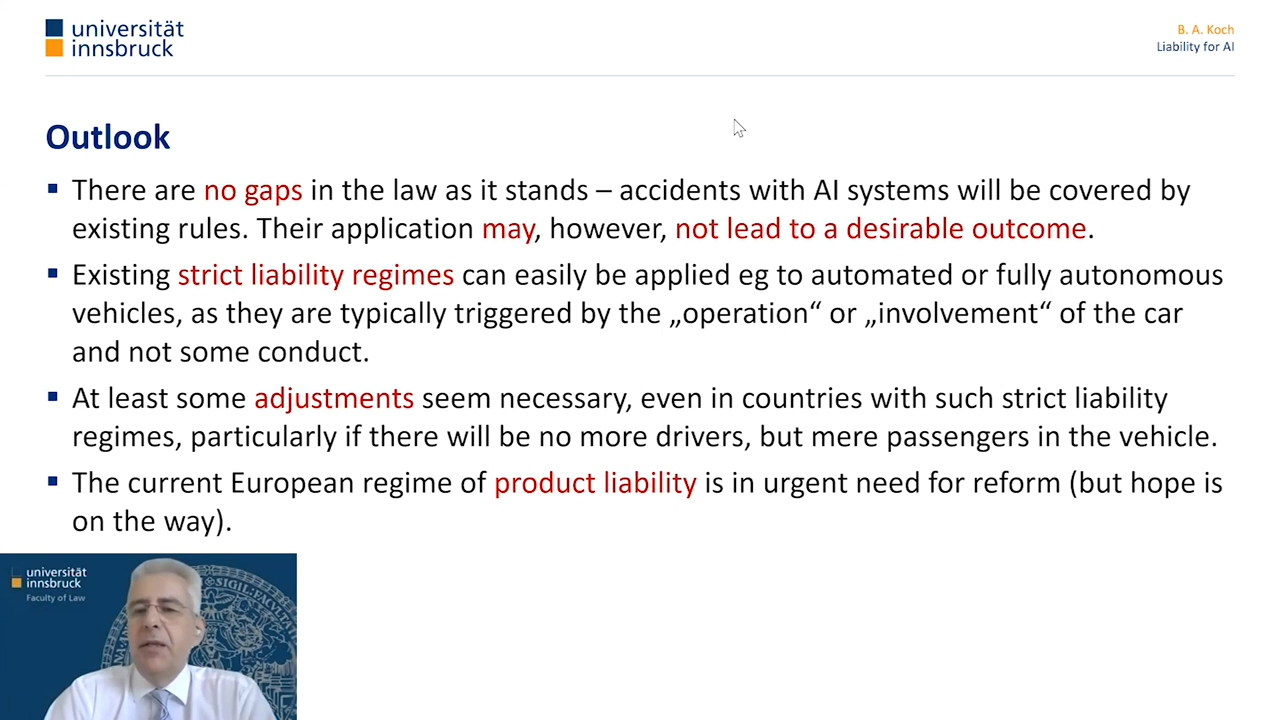 universität
innsbruck
B. A. Koch
Liability for AI
Outlook
▪ There are no gaps in the law as it stands – accidents with AI systems will be covered by
existing rules. Their application may, however, not lead to a desirable outcome.
▪ Existing strict liability regimes can easily be applied eg to automated or fully autonomous
vehicles, as they are typically triggered by the „operation“ or „involvement“ of the car
and not some conduct.
▪ At least some adjustments seem necessary, even in countries with such strict liability
regimes, particularly if there will be no more drivers, but mere passengers in the vehicle.
▪ The current European regime of product liability is in urgent need for reform (but hope is
on the way).
universität
innsbruck
Faculty of Law